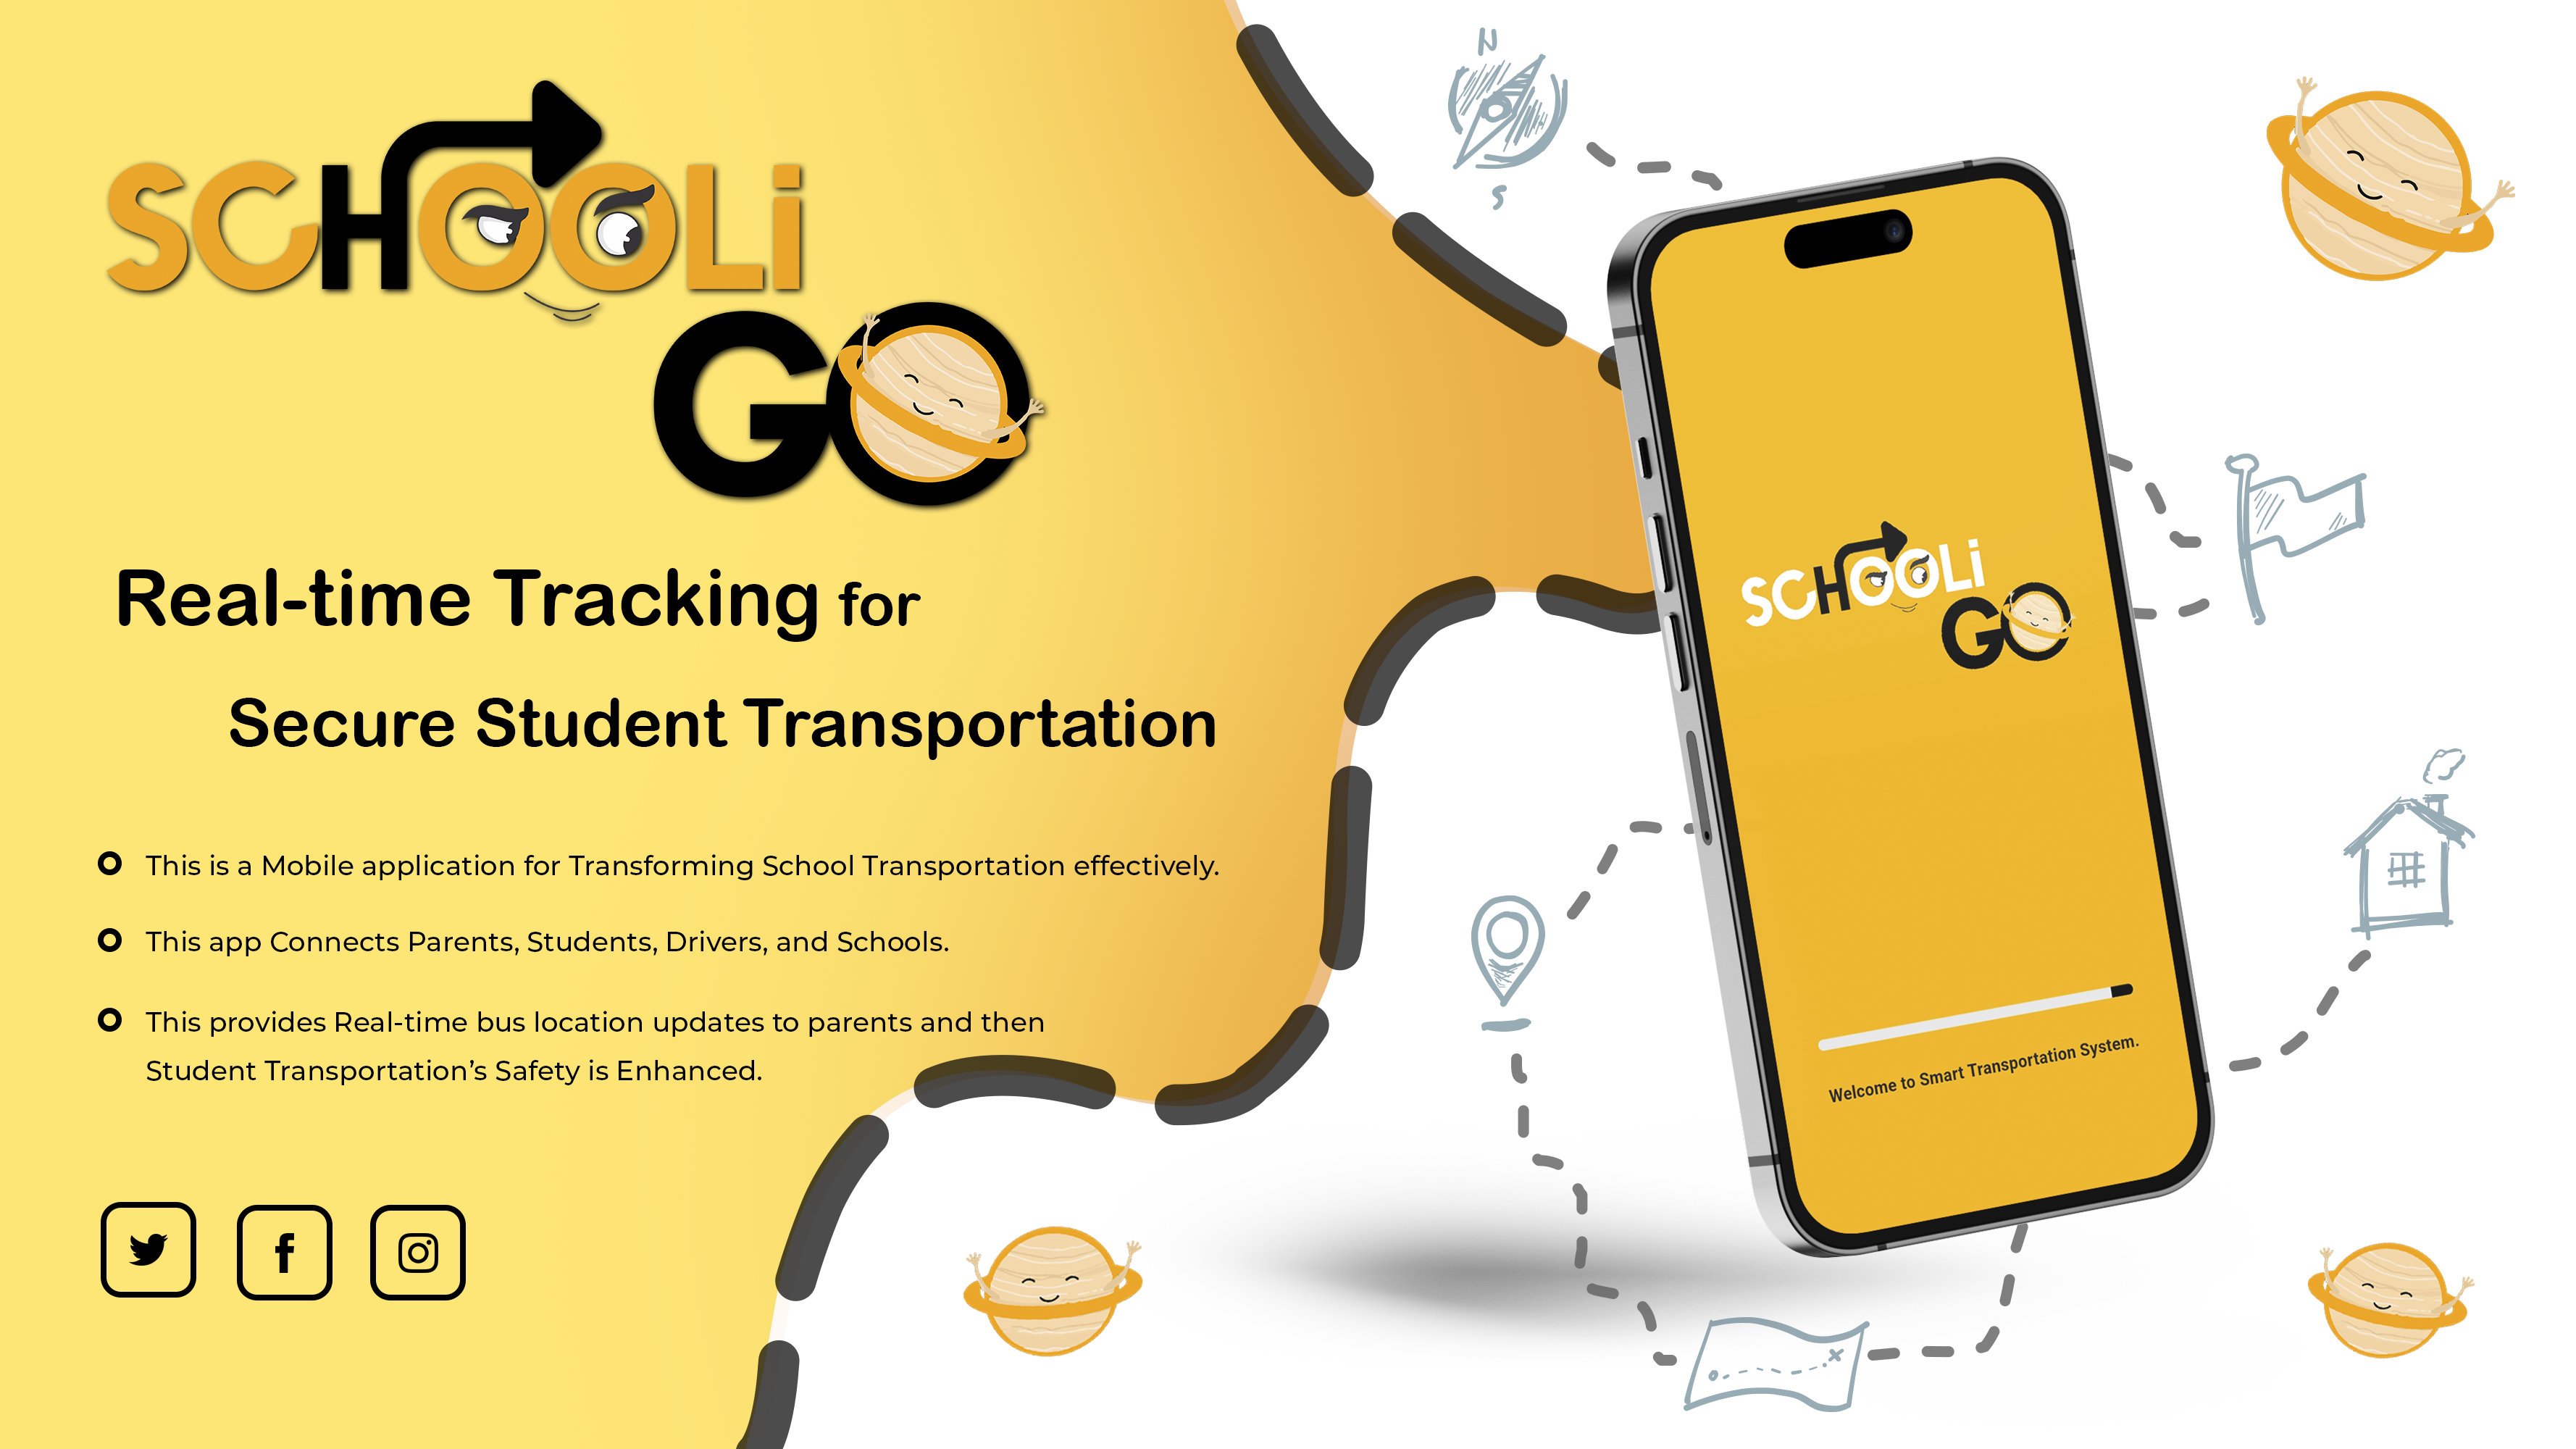 SCHOOLi
GO
Real-time Tracking for
Secure Student Transportation
This is a Mobile application for Transforming School Transportation effectively.
This app Connects Parents, Students, Drivers, and Schools.
This provides Real-time bus location updates to parents and then
Student Transportation’s Safety is Enhanced.
N
S
SCHOOLi
GO
Welcome to Smart Transportation System.